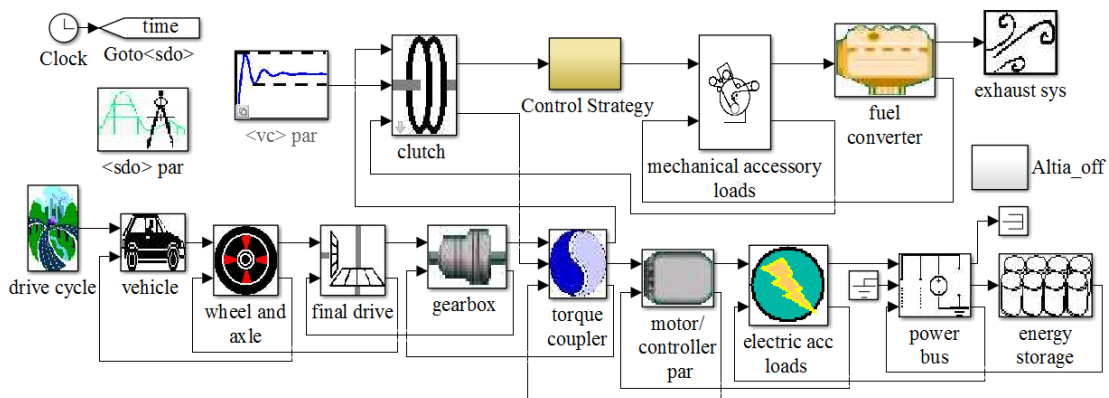 time
Clock
Goto<sdo>
<sdo> par
<vc> par
clutch
Control Strategy
mechanical accessory
loads
fuel
converter
exhaust sys
Altia_off
drive cycle
vehicle
wheel and
axle
final drive
gearbox
torque
coupler
motor/
controller
par
electric acc
loads
power
bus
energy
storage